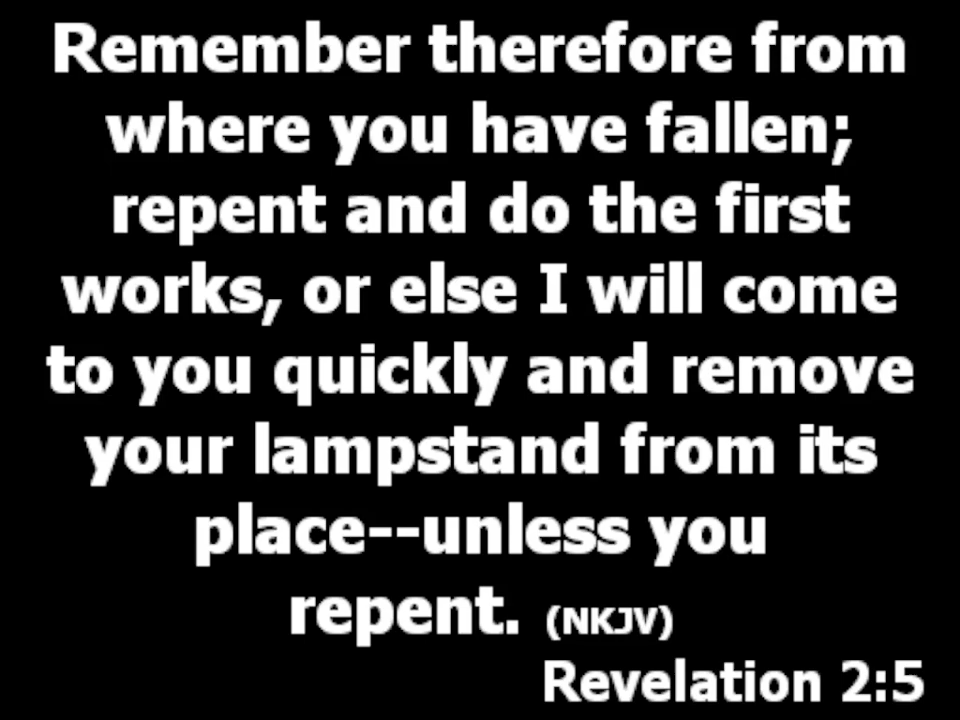 Remember therefore from
where you have fallen;
repent and do the first
works, or else I will come
to you quickly and remove
your lampstand from its
place--unless you
repent. (NKJV)
Revelation 2:5